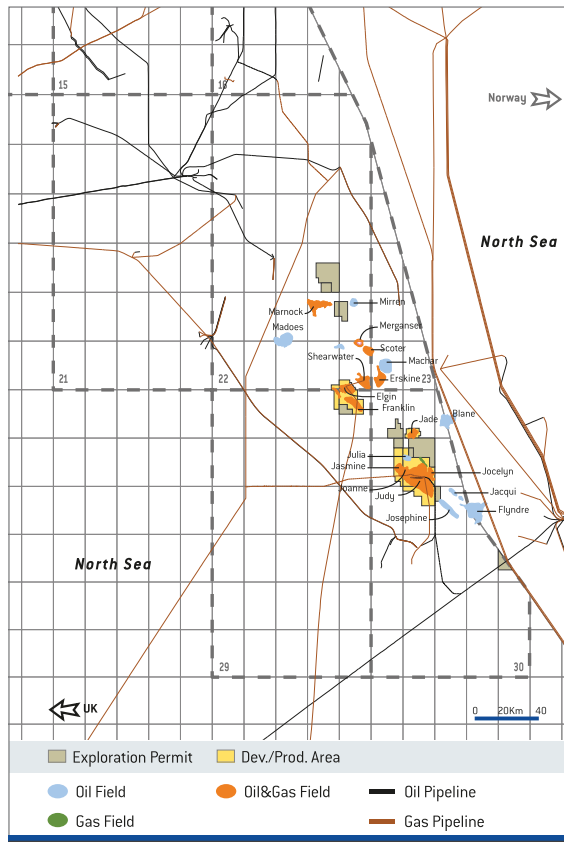 15
16
Norway
North Sea
Mirren
Marnock
Madoes
Merganser
Scoter
Shearwater
Machar
Erskine
21
22
23
Elgin
Franklin
Jade
Blane
Julia
Jasmine
Jocelyn
Joanne
Judy
Jacqui
Josephine
Flyndre
North Sea
29
30
UK
0 20Km 40
Exploration Permit
Dev./Prod. Area
Oil Field
Oil&Gas Field
Oil Pipeline
Gas Field
Gas Pipeline